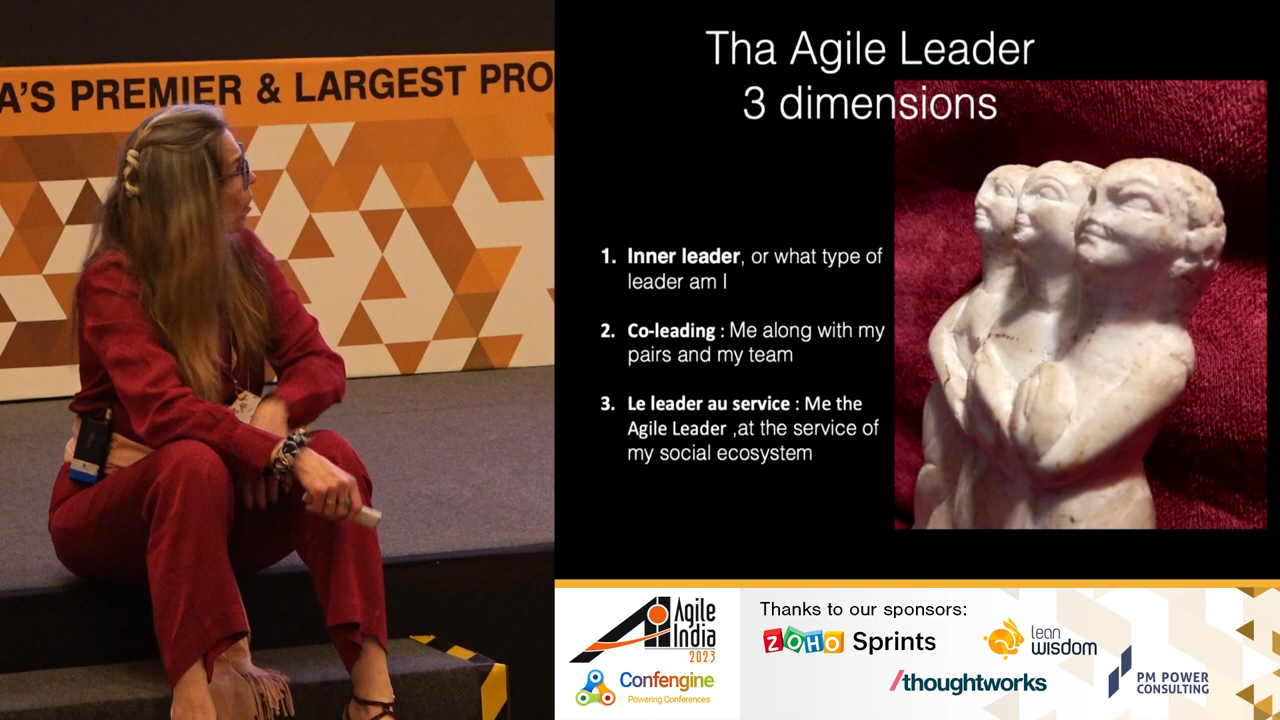 A'S PREMIER & LARGEST PRO
Tha Agile Leader
3 dimensions
1. Inner leader, or what type of
leader am I
2. Co-leading : Me along with my
pairs and my team
3. Le leader au service : Me the
Agile Leader ,at the service of
my social ecosystem
Agile
India
2023
Confengine
Powering Conferences
Thanks to our sponsors:
ZOHO Sprints
lean
wisdom
/thoughtworks
PM POWER
CONSULTING